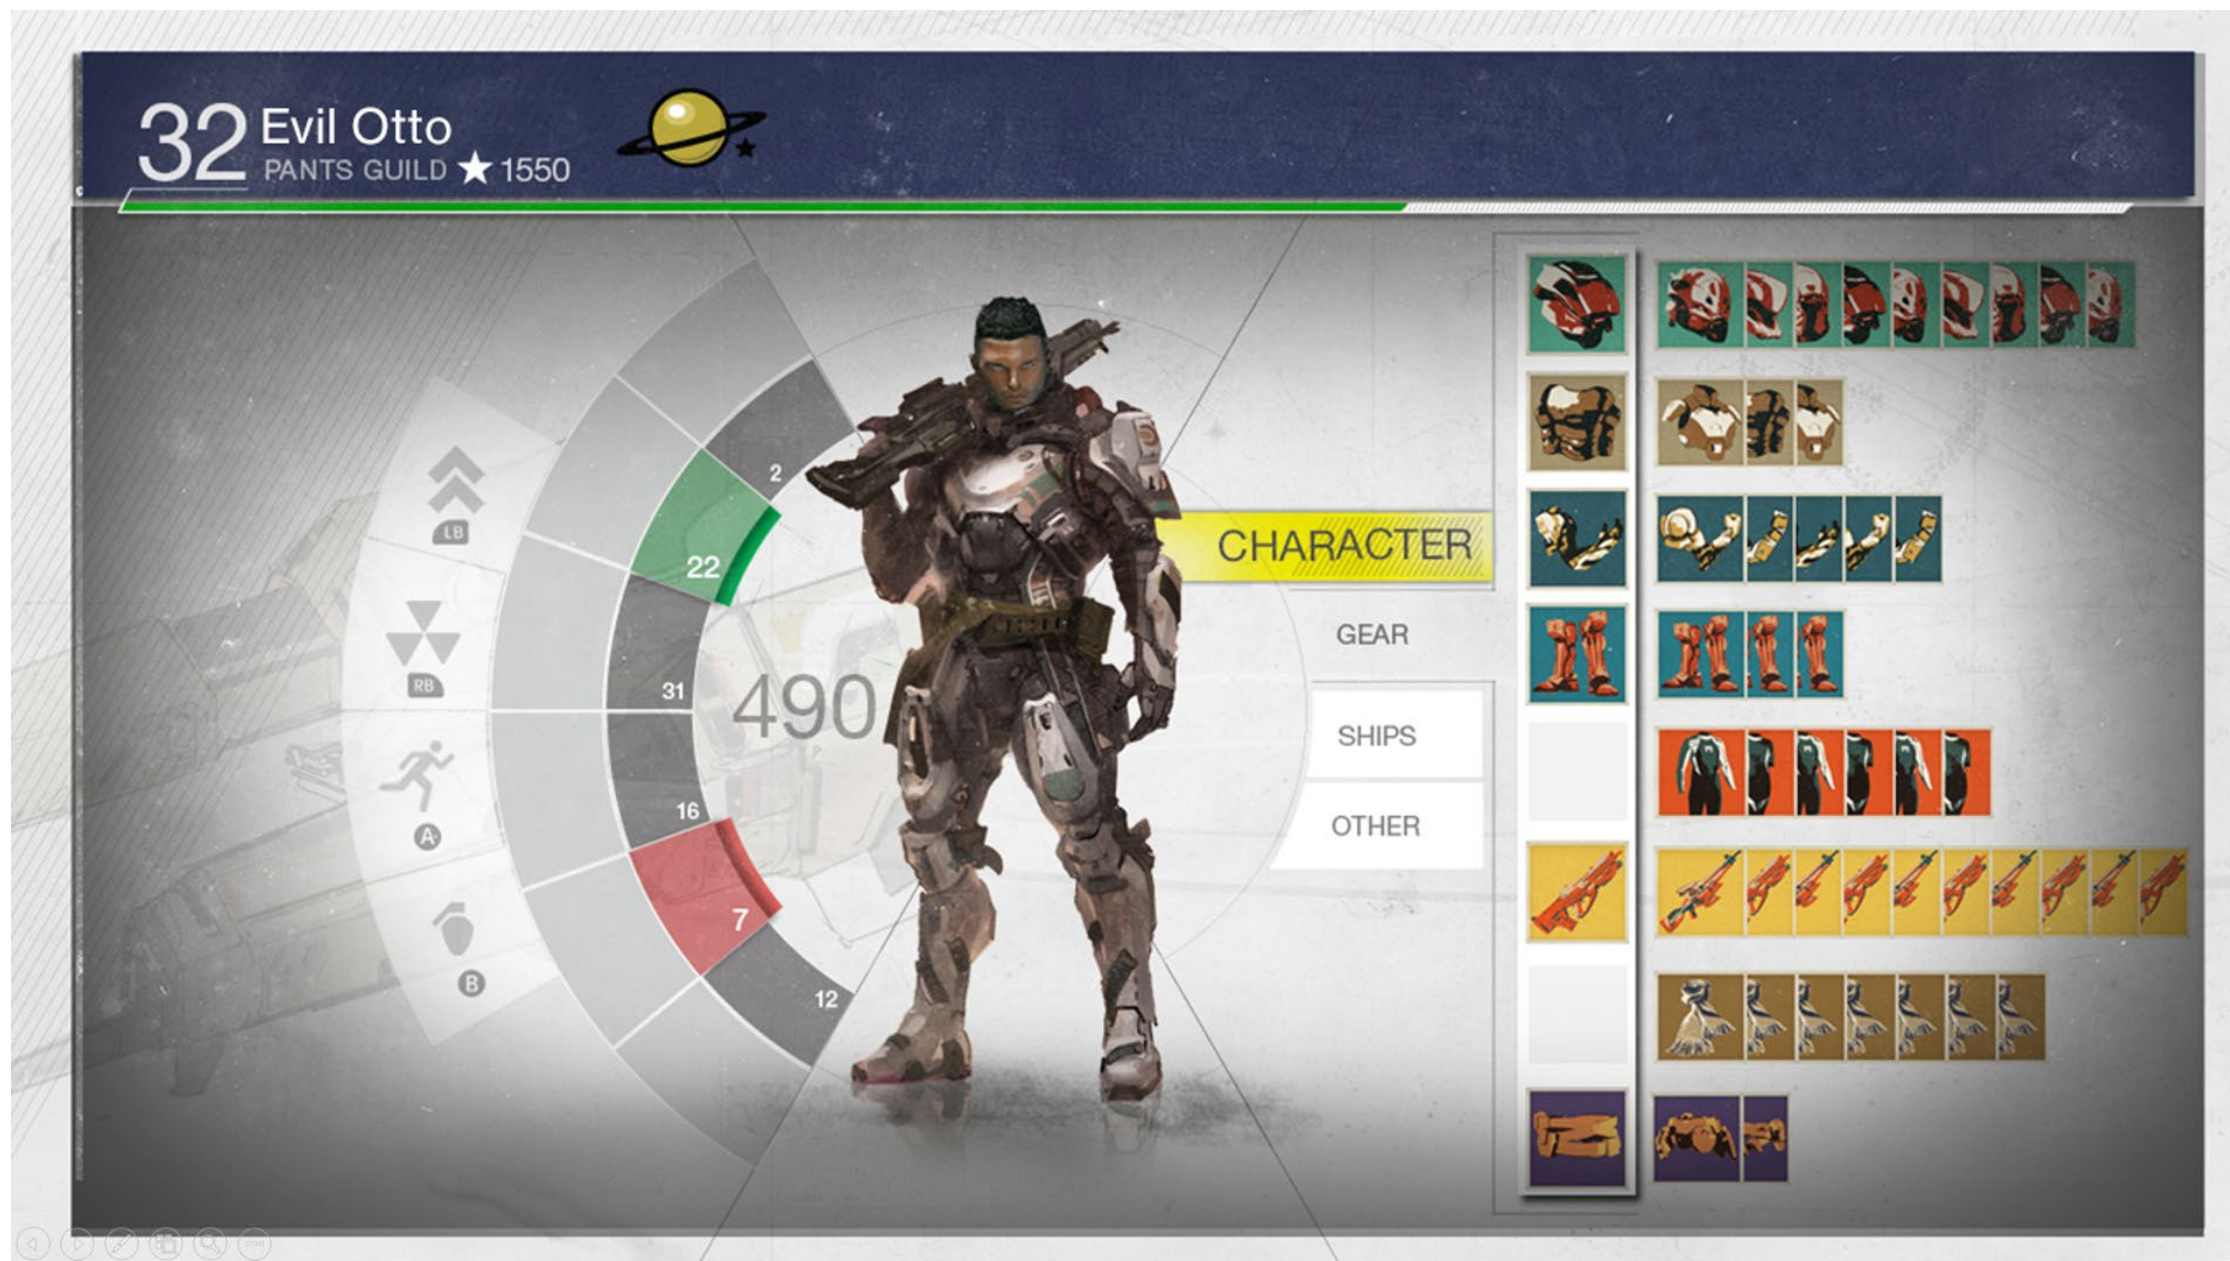 32 Evil Otto
PANTS GUILD ★ 1550
2
22
31
16
7
12
490
LB
RB
A
B
CHARACTER
GEAR
SHIPS
OTHER